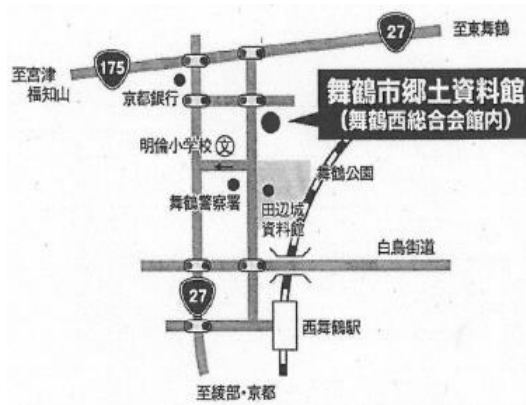 27
至東舞鶴
175
至宮津
福知山
京都銀行
舞鶴市郷土資料館
(舞鶴西総合会館内)
明倫小学校
文
舞鶴公園
舞鶴警察署
田辺城
資料館
白鳥街道
27
西舞鶴駅
至綾部・京都